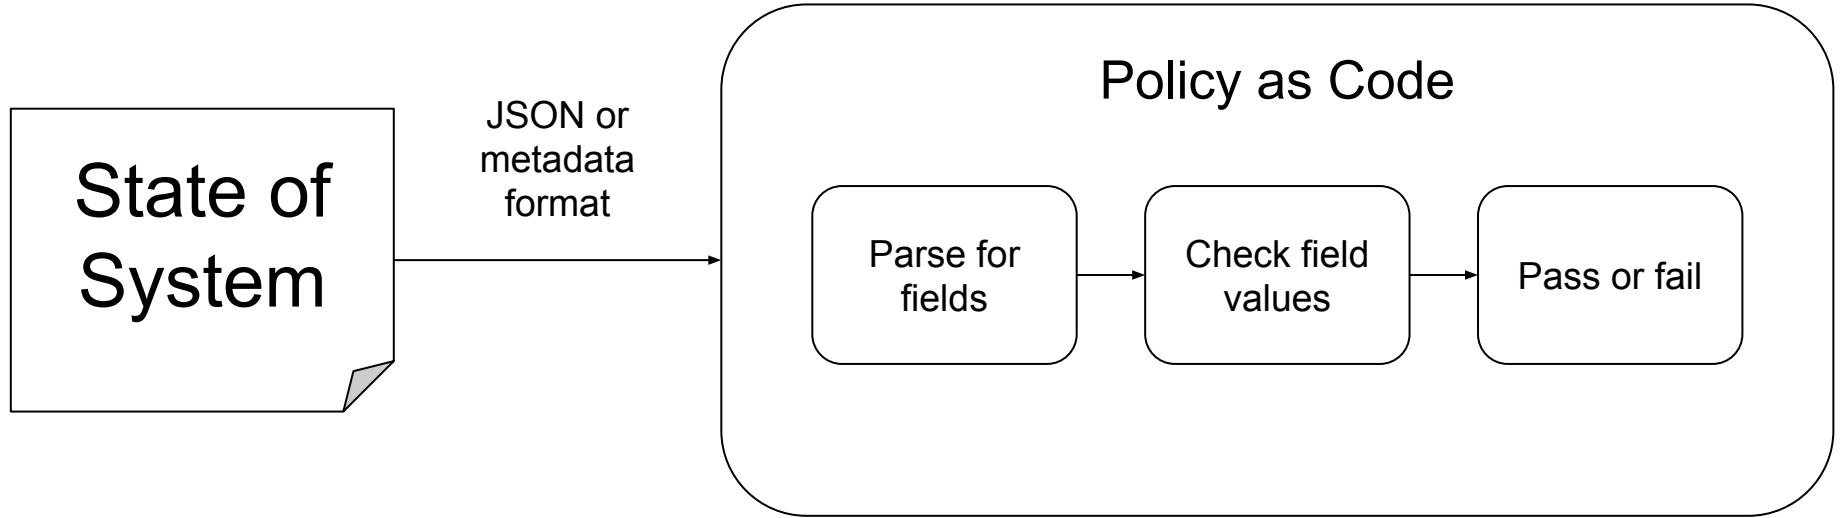 State of
System
JSON or
metadata
format
Policy as Code
Parse for
fields
Check field
values
Pass or fail